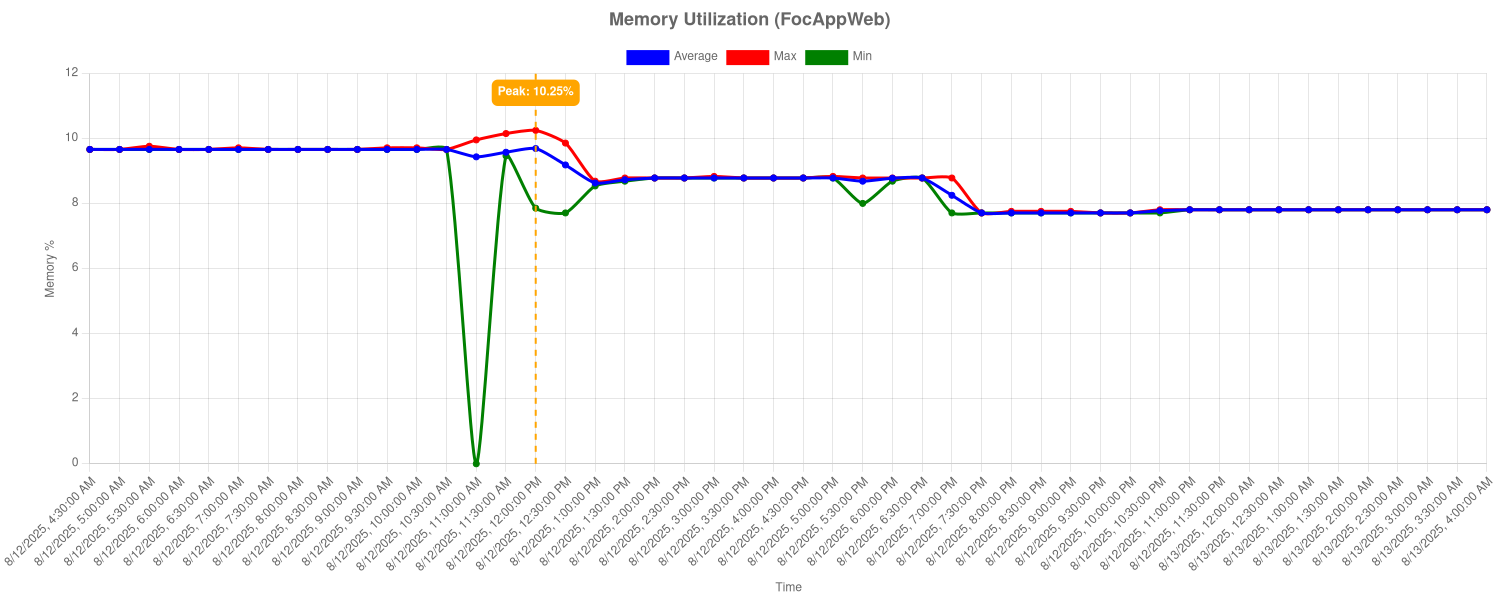 Memory Utilization (FocAppWeb)
Average Max Min
Peak: 10.25%
12
10
8
6
4
2
0
Memory %
8/12/2025, 4:30:00 AM
8/12/2025, 5:00:00 AM
8/12/2025, 5:30:00 AM
8/12/2025, 6:00:00 AM
8/12/2025, 6:30:00 AM
8/12/2025, 7:00:00 AM
8/12/2025, 7:30:00 AM
8/12/2025, 8:00:00 AM
8/12/2025, 8:30:00 AM
8/12/2025, 9:00:00 AM
8/12/2025, 9:30:00 AM
8/12/2025, 10:00:00 AM
8/12/2025, 10:30:00 AM
8/12/2025, 11:00:00 AM
8/12/2025, 11:30:00 AM
8/12/2025, 12:00:00 PM
8/12/2025, 12:30:00 PM
8/12/2025, 1:00:00 PM
8/12/2025, 1:30:00 PM
8/12/2025, 2:00:00 PM
8/12/2025, 2:30:00 PM
8/12/2025, 3:00:00 PM
8/12/2025, 3:30:00 PM
8/12/2025, 4:00:00 PM
8/12/2025, 4:30:00 PM
8/12/2025, 5:00:00 PM
8/12/2025, 5:30:00 PM
8/12/2025, 6:00:00 PM
8/12/2025, 6:30:00 PM
8/12/2025, 7:00:00 PM
8/12/2025, 7:30:00 PM
8/12/2025, 8:00:00 PM
8/12/2025, 8:30:00 PM
8/12/2025, 9:00:00 PM
8/12/2025, 9:30:00 PM
8/12/2025, 10:00:00 PM
8/12/2025, 10:30:00 PM
8/12/2025, 11:00:00 PM
8/12/2025, 11:30:00 PM
8/13/2025, 12:00:00 AM
8/13/2025, 12:30:00 AM
8/13/2025, 1:00:00 AM
8/13/2025, 1:30:00 AM
8/13/2025, 2:00:00 AM
8/13/2025, 2:30:00 AM
8/13/2025, 3:00:00 AM
8/13/2025, 3:30:00 AM
8/13/2025, 4:00:00 AM
Time